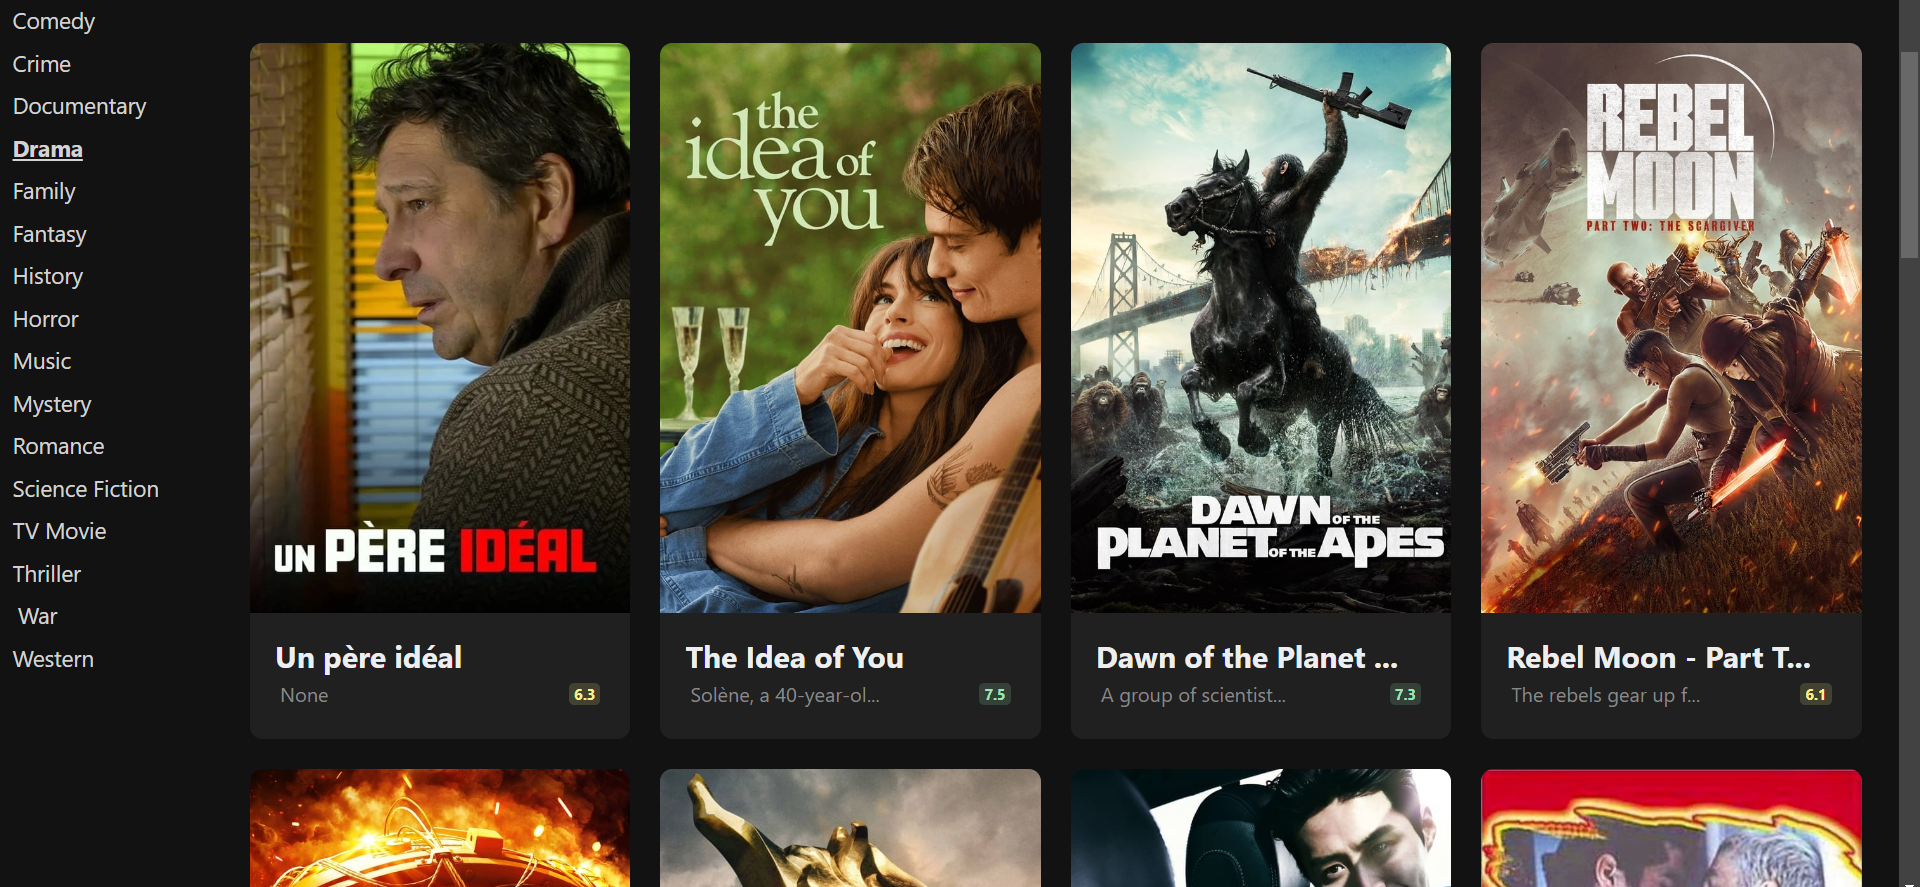 Comedy
Crime
Documentary
Drama
Family
Fantasy
History
Horror
Music
Mystery
Romance
Science Fiction
TV Movie
Thriller
War
Western
UN PÈRE IDÉAL
Un père idéal
None
6.3
the
idea of
you
The Idea of You
Solène, a 40-year-ol...
7.5
DAWN OF THE
PLANET OF THE APES
Dawn of the Planet ...
A group of scientist...
7.3
REBEL
MOON
PART TWO: THE SCARGIVER
Rebel Moon - Part T...
The rebels gear up f...
6.1